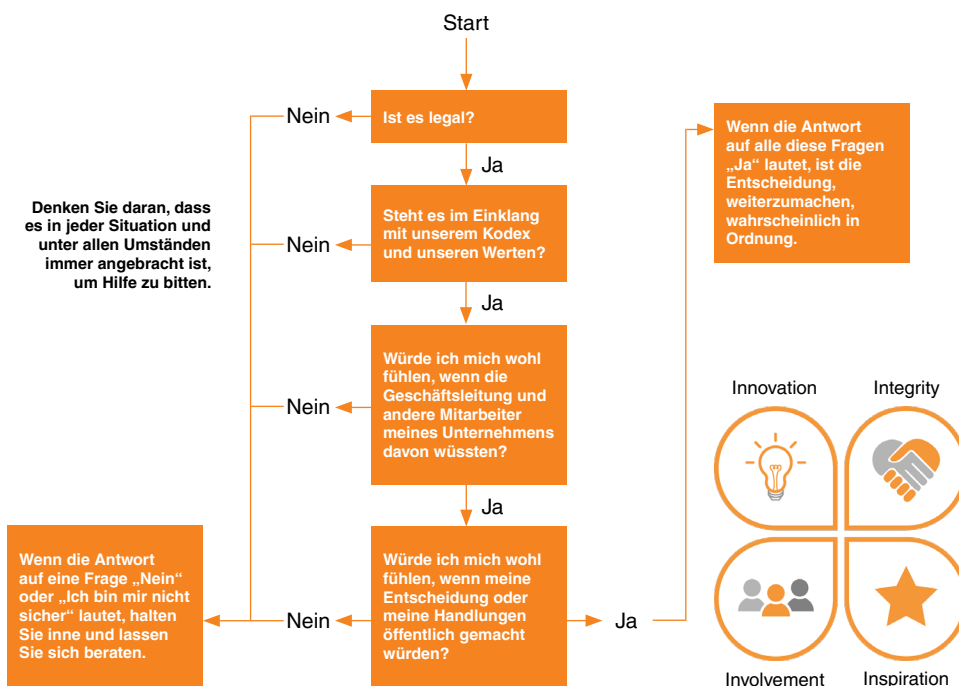 Start
Nein
Ist es legal?
Ja
Denken Sie daran, dass
es in jeder Situation und
unter allen Umständen
immer angebracht ist,
um Hilfe zu bitten.
Nein
Steht es im Einklang
mit unserem Kodex
und unseren Werten?
Ja
Nein
Würde ich mich wohl
fühlen, wenn die
Geschäftsleitung und
andere Mitarbeiter
meines Unternehmens
davon wüssten?
Ja
Wenn die Antwort
auf eine Frage „Nein“
oder „Ich bin mir nicht
sicher“ lautet, halten
Sie inne und lassen
Sie sich beraten.
Nein
Würde ich mich wohl
fühlen, wenn meine
Entscheidung oder
meine Handlungen
öffentlich gemacht
würden?
Ja
Wenn die Antwort
auf alle diese Fragen
„Ja“ lautet, ist die
Entscheidung,
weiterzumachen,
wahrscheinlich in
Ordnung.
Innovation
Integrity
Involvement
Inspiration